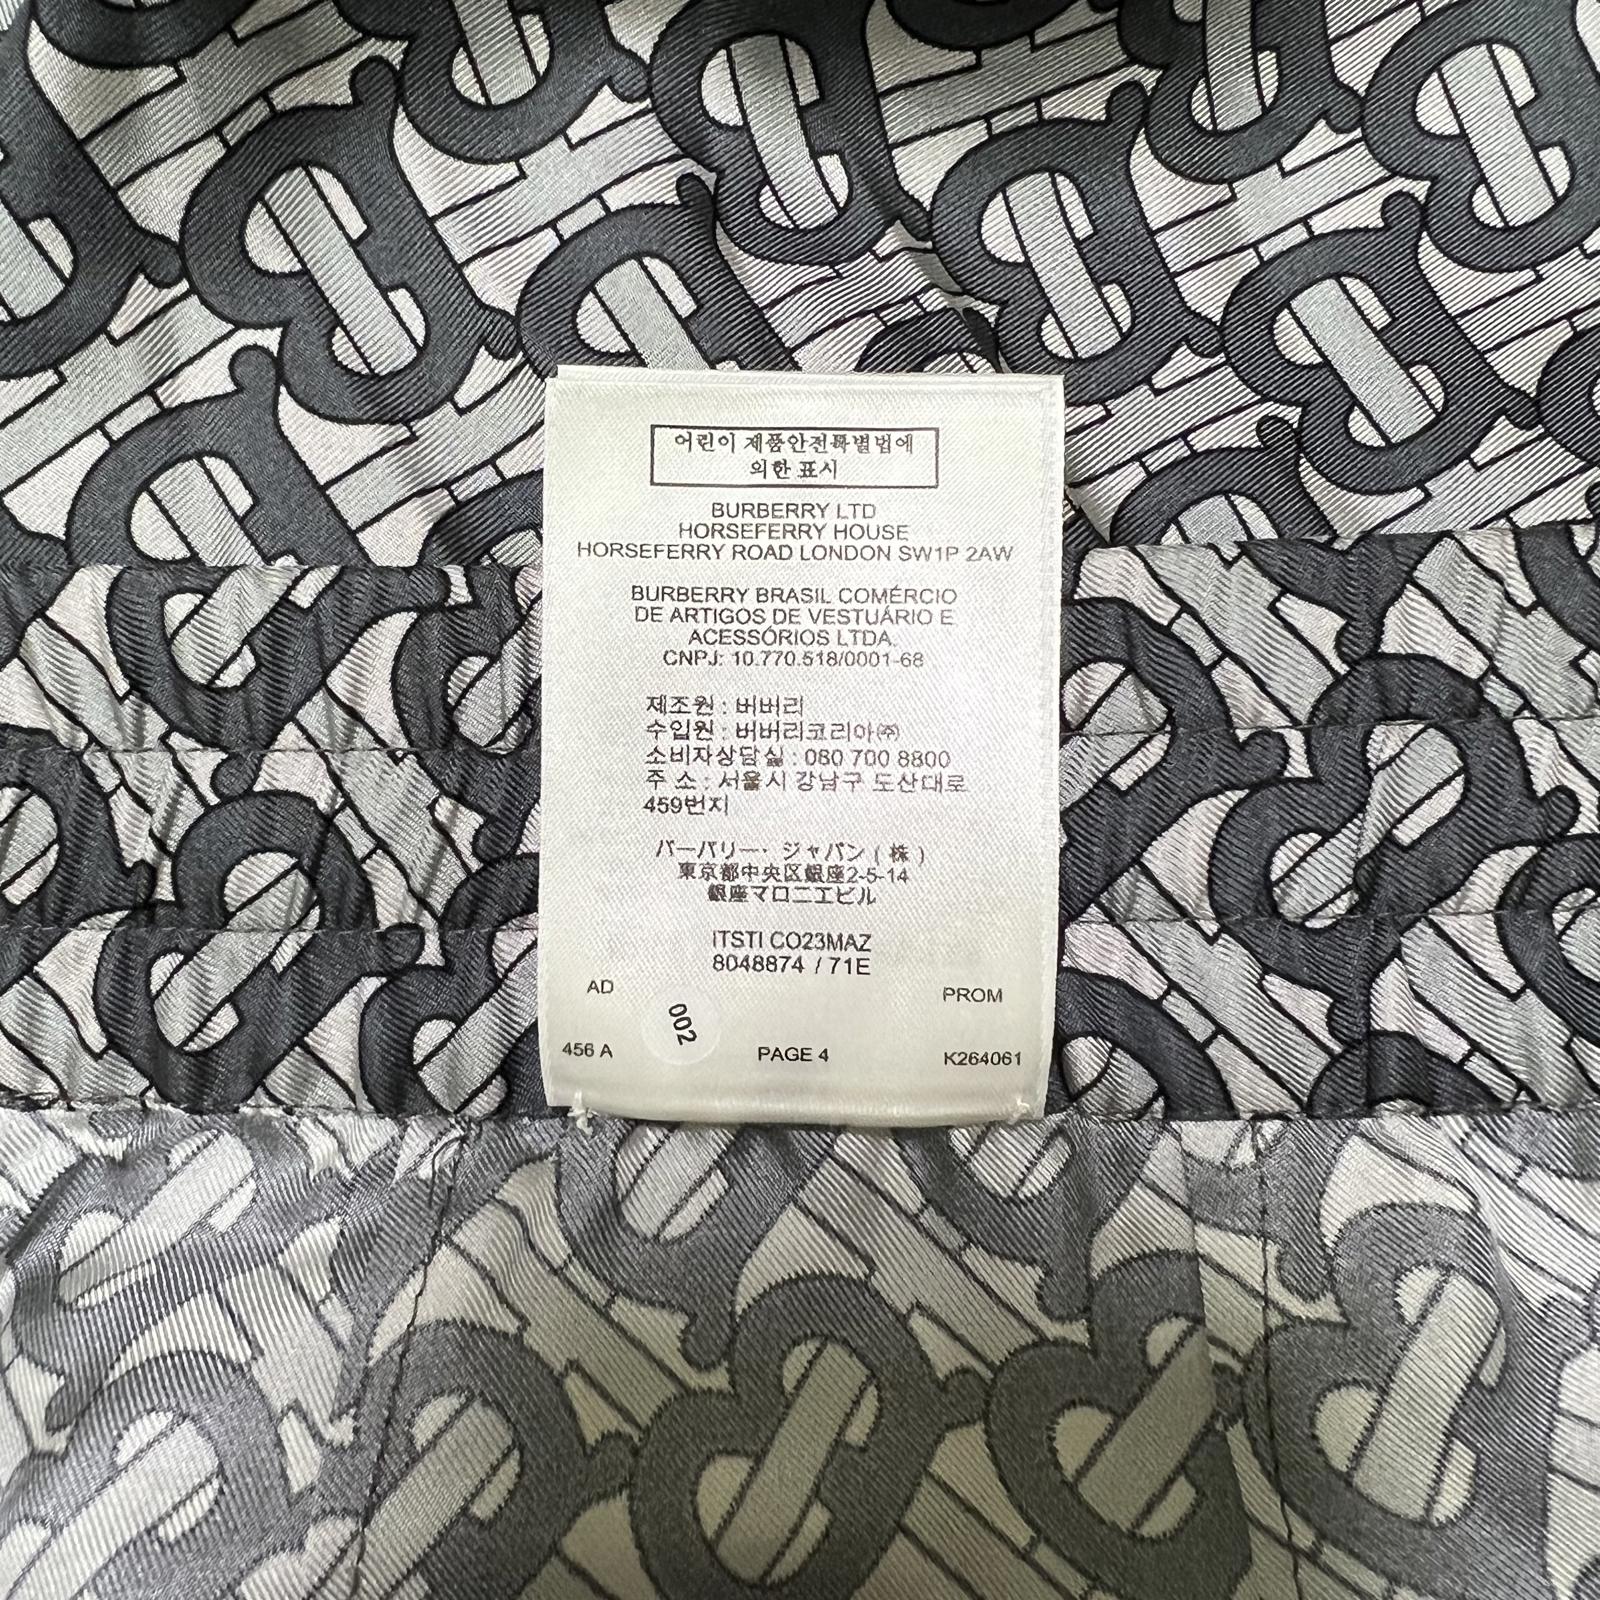 어린이 제품안전특별법에
의한 표시
BURBERRY LTD
HORSEFERRY HOUSE
HORSEFERRY ROAD LONDON SW1P 2AW
BURBERRY BRASIL COMÉRCIO
DE ARTIGOS DE VESTUÁRIO E
ACESSÓRIOS LTDA.
CNPJ: 10.770.518/0001-68
제조원 : 버버리
수입원 : 버버리코리아㈜
소비자상담실 : 080 700 8800
주 소 : 서울시 강남구 도산대로
459번지
バーバリー・ジャパン（株）
東京都中央区銀座2-5-14
銀座マロニエビル
ITSTI CO23MAZ
8048874 / 71E
AD
PROM
002
456 A
PAGE 4
K264061